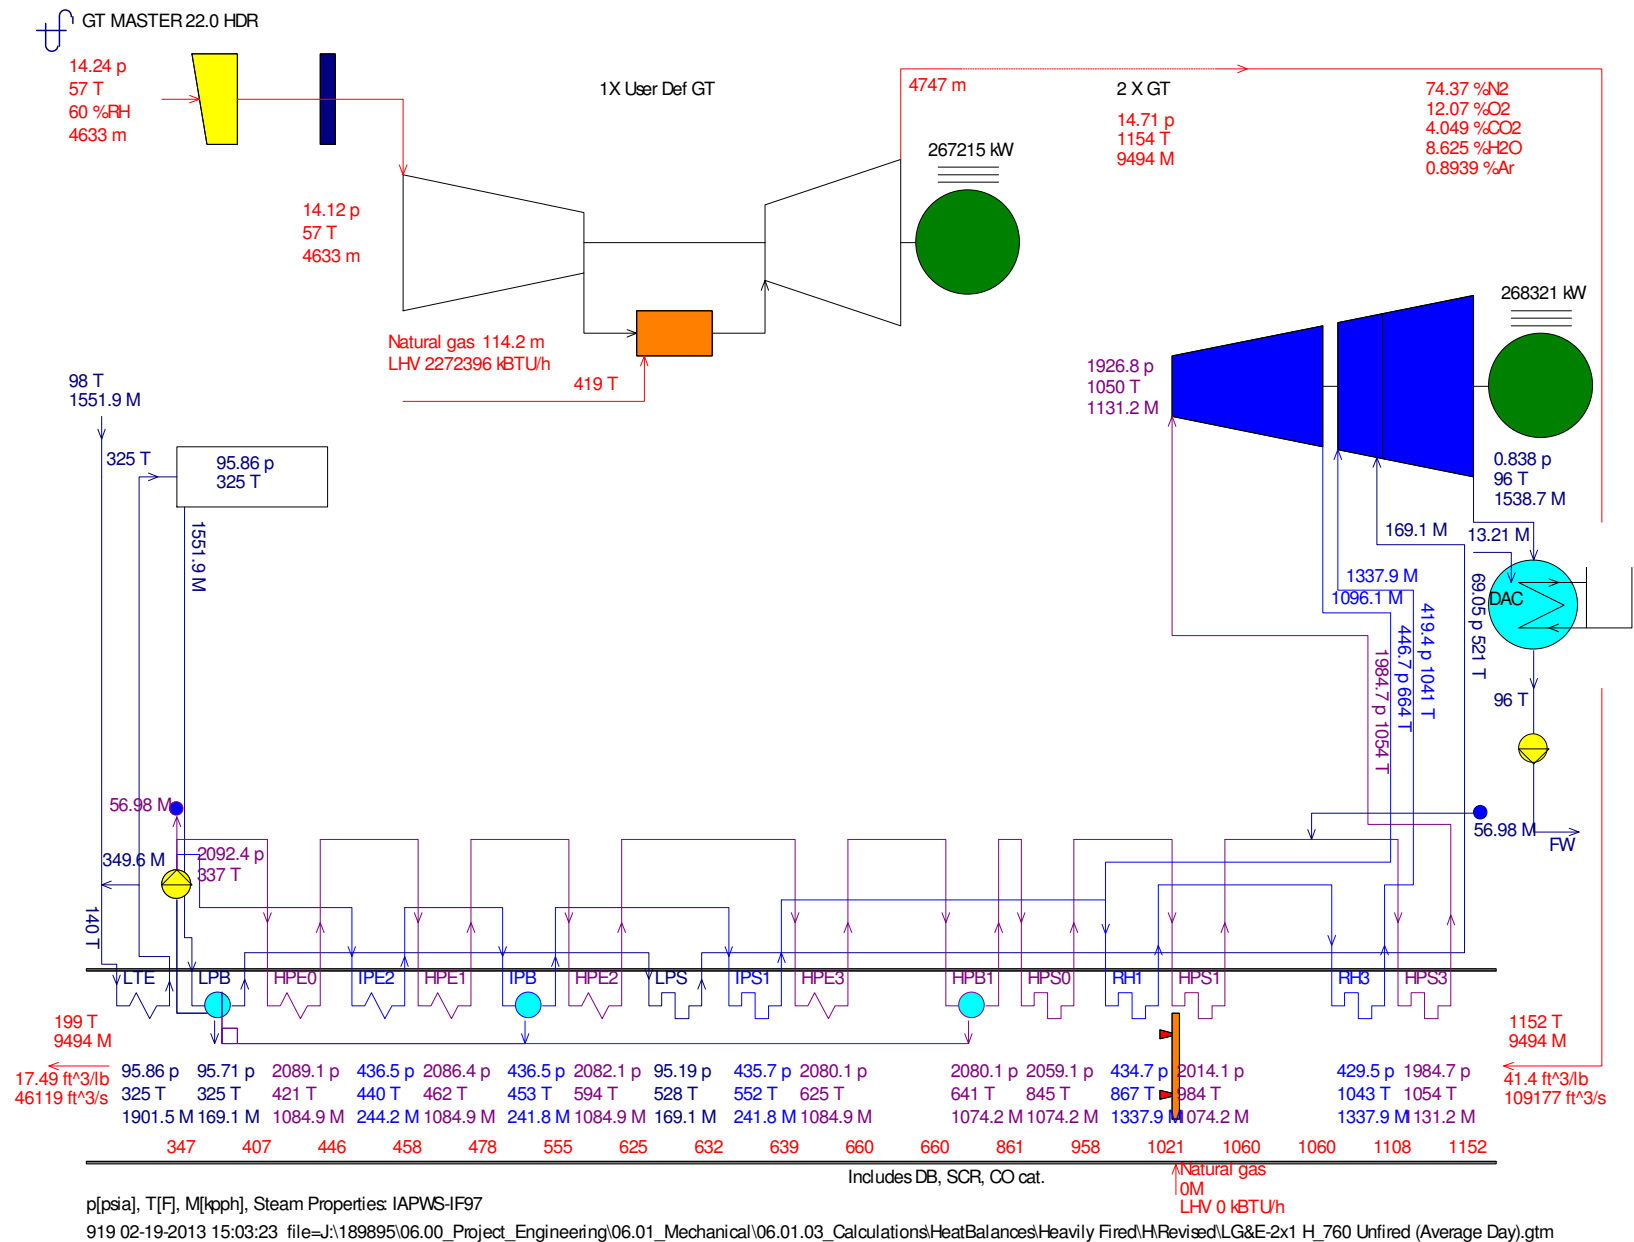 GT MASTER 22.0 HDR
14.24 p
57 T
60 %RH
4633 m
1X User Def GT
4747 m
2 X GT
14.71 p
1154 T
9494 M
74.37 %N2
12.07 %O2
4.049 %CO2
8.625 %H2O
0.8939 %Ar
267215 kW
14.12 p
57 T
4633 m
268321 kW
Natural gas 114.2 m
LHV 2272396 kBTU/h
419 T
1926.8 p
1050 T
1131.2 M
98 T
1551.9 M
325 T
95.86 p
325 T
0.838 p
96 T
1538.7 M
1551.9 M
169.1 M
13.21 M
1337.9 M
1096.1 M
DAC
69.05 p 521 T
419.4 p 1041 T
446.7 p 664 T
1984.7 p 1054 T
96 T
56.98 M
56.98 M
FW
349.6 M
2092.4 p
337 T
140 T
LTE LPB HPE0 IPE2 HPE1 IPB HPE2 LPS IPS1 HPE3 HPB1 HPS0 RH1 HPS1 RH3 HPS3
199 T
9494 M
1152 T
9494 M
17.49 ft^3/lb
46119 ft^3/s
41.4 ft^3/lb
109177 ft^3/s
95.86 p 95.71 p 2089.1 p 436.5 p 2086.4 p 436.5 p 2082.1 p 95.19 p 435.7 p 2080.1 p 2080.1 p 2059.1 p 434.7 p 2014.1 p 429.5 p 1984.7 p
325 T 325 T 421 T 440 T 462 T 453 T 594 T 528 T 552 T 625 T 641 T 845 T 867 T 984 T 1043 T 1054 T
1901.5 M 169.1 M 1084.9 M 244.2 M 1084.9 M 241.8 M 1084.9 M 169.1 M 241.8 M 1084.9 M 1074.2 M 1074.2 M 1337.9 M 1074.2 M 1337.9 M 1131.2 M
347 407 446 458 478 555 625 632 639 660 660 861 958 1021 1060 1060 1108 1152
Includes DB, SCR, CO cat.
Natural gas
0M
LHV 0 kBTU/h
p[psia], T[F], M[kpph], Steam Properties: IAPWS-IF97
919 02-19-2013 15:03:23 file=J:\189895\06.00_Project_Engineering\06.01_Mechanical\06.01.03_Calculations\HeatBalances\Heavily Fired\H\Revised\LG&E-2x1 H_760 Unfired (Average Day).gtm